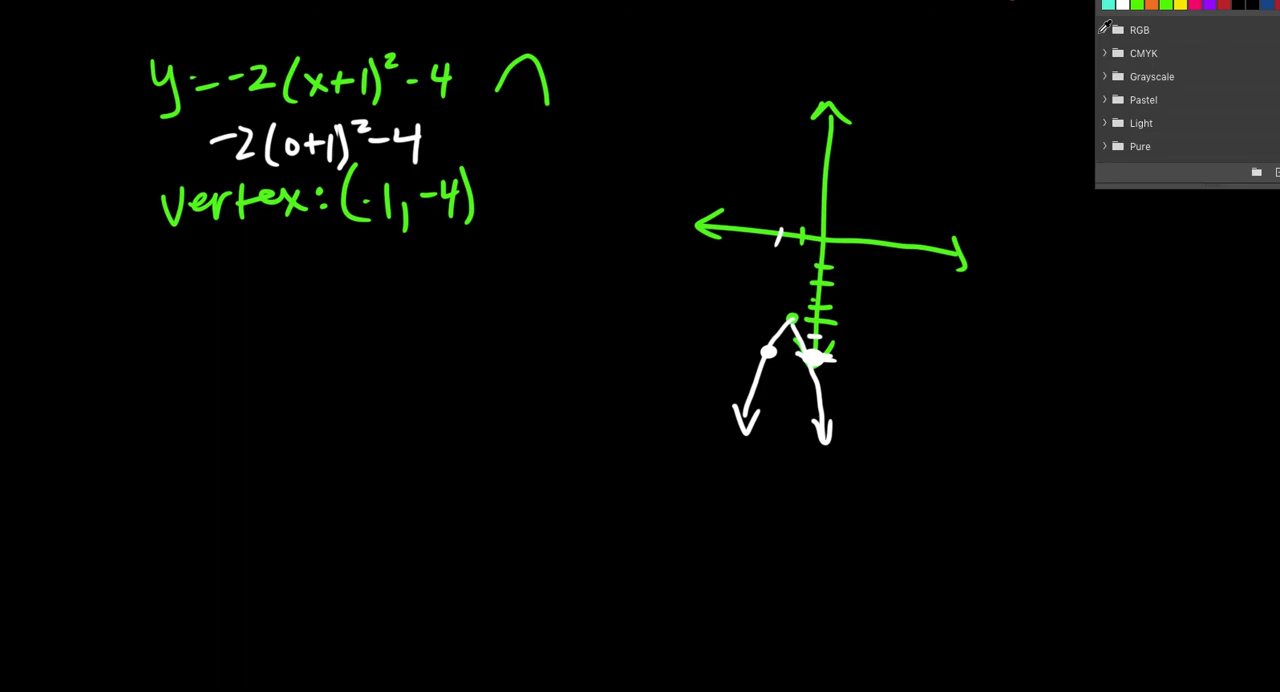 y = -2(x+1)² - 4
-2(0+1)² - 4
vertex: (-1, -4)
RGB
CMYK
Grayscale
Pastel
Light
Pure